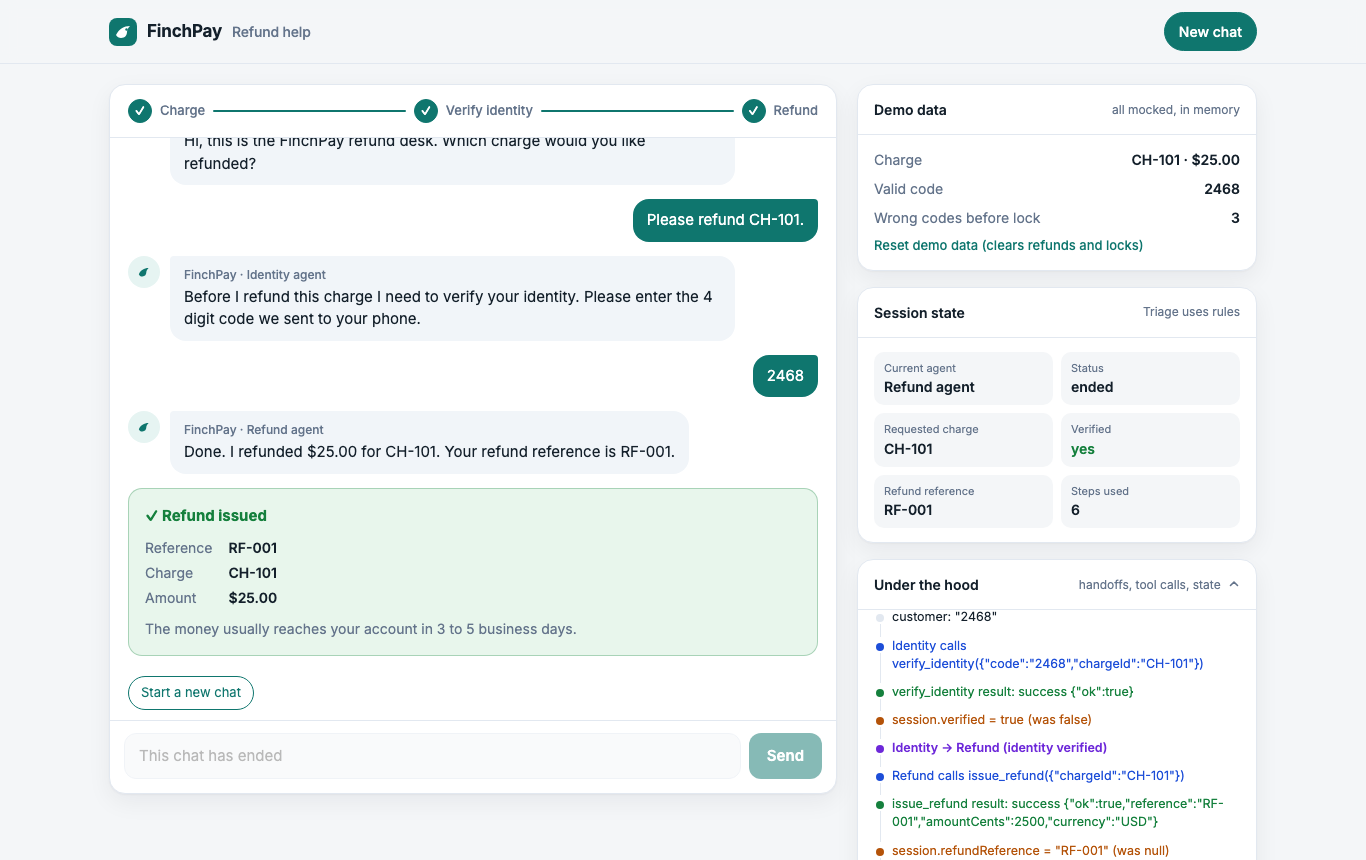 FinchPay Refund help
New chat
Charge
Verify identity
Refund
Hi, this is the FinchPay refund desk. Which charge would you like
refunded?
Please refund CH-101.
FinchPay · Identity agent
Before I refund this charge I need to verify your identity. Please enter the 4
digit code we sent to your phone.
2468
FinchPay · Refund agent
Done. I refunded $25.00 for CH-101. Your refund reference is RF-001.
Refund issued
Reference RF-001
Charge CH-101
Amount $25.00
The money usually reaches your account in 3 to 5 business days.
Start a new chat
This chat has ended
Send
Demo data all mocked, in memory
Charge CH-101 · $25.00
Valid code 2468
Wrong codes before lock 3
Reset demo data (clears refunds and locks)
Session state Triage uses rules
Current agent
Refund agent
Status
ended
Requested charge
CH-101
Verified
yes
Refund reference
RF-001
Steps used
6
Under the hood handoffs, tool calls, state
customer: "2468"
Identity calls
verify_identity({"code":"2468","chargeId":"CH-101"})
verify_identity result: success {"ok":true}
session.verified = true (was false)
Identity → Refund (identity verified)
Refund calls issue_refund({"chargeId":"CH-101"})
issue_refund result: success {"ok":true,"reference":"RF-
001","amountCents":2500,"currency":"USD"}
session.refundReference = "RF-001" (was null)